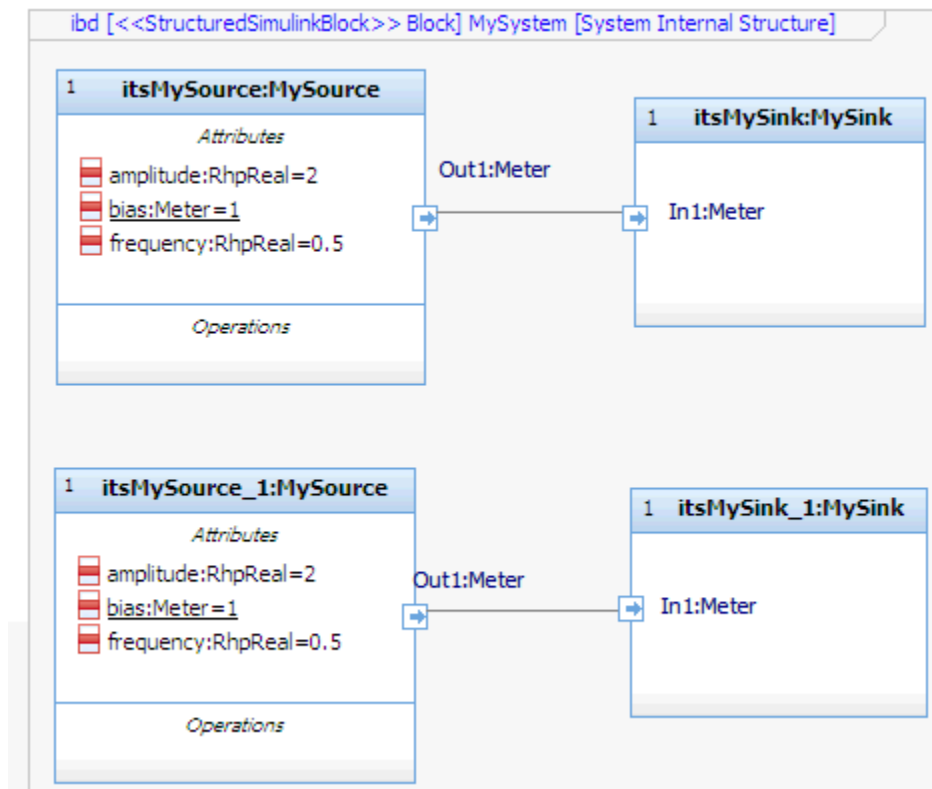 ibd [<<StructuredSimulinkBlock>> Block] MySystem [System Internal Structure]
1 itsMySource:MySource
Attributes
amplitude:RhpReal=2
bias:Meter=1
frequency:RhpReal=0.5
Operations
Out1:Meter
1 itsMySink:MySink
In1:Meter
1 itsMySource_1:MySource
Attributes
amplitude:RhpReal=2
bias:Meter=1
frequency:RhpReal=0.5
Operations
Out1:Meter
1 itsMySink_1:MySink
In1:Meter